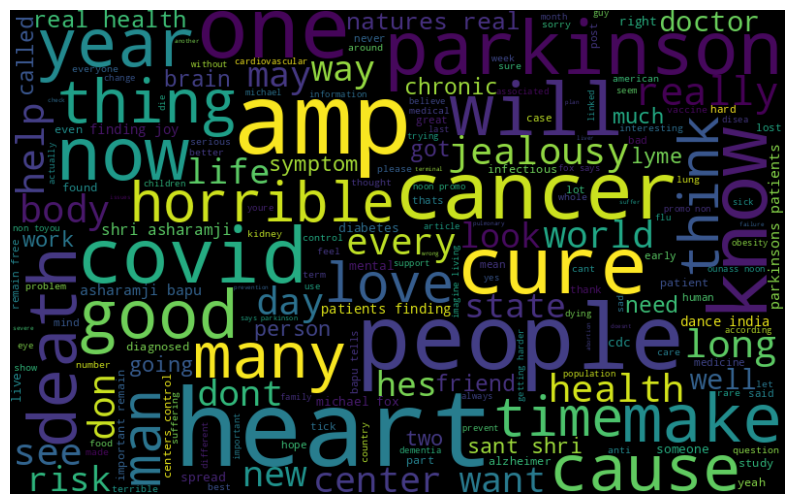 real health
natures real
doctor
year
one
parkinson
called
brain
may
way
chronic
really
thing
amp
will
much
finding joy
help
now
life
symptom
got
jealousy
lyme
horrible
cancer
think
know
body
shri asharamji
infectious
parkinsons patients
work
covid
every
look
world
diabetes
asharamji bapu
love
cure
death
good
day
patients finding
state
need
dance india
person
people
long
don
many
going
hes
friend
health
well
michael fox
see
man
dont
heart
time
make
two
sant shri
someone
risk
new
center
want
cause
alzheimer
study
month
sorry
guy
right
never
around
post
another
without
cardiovascular
week
sure
american
everyone
change
michael
information
seem
associated
linked
believe
medical
great
last
vaccine
hard
check
die
case
plan
disea
even
serious
better
trying
interesting
bad
lost
actually
please
found
children
thought
fox says
liver
lot
lung
sick
youre
noon promo
terminal
thats
whole
suffer
flu
promo non
non toyou
kidney
control
article
pulmonary
yes
obesity
failure
feel
mental
mean
cant
early
ounass noon
remain free
term
support
wrong
imagine living
patient
problem
use
thank
sad
human
mind
prevention
says parkinson
dying
according
severe
eye
diagnosed
cdc
care
medicine
let
number
bapu tells
getting harder
rare said
live
show
important remain
centers control
suffering
family
always
population
food
different
important
tick
hope
country
prevent
anti
question
made
terrible
spread
best
dementia
part
yeah